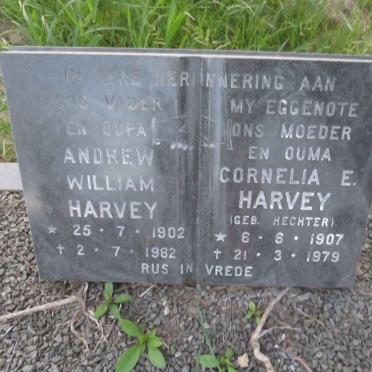 IN TERE HERINNERING AAN
ONS VADER
EN OUPA
ANDREW
WILLIAM
HARVEY
* 25 - 7 - 1902
† 2 - 7 - 1982
MY EGGENOTE
ONS MOEDER
EN OUMA
CORNELIA E.
HARVEY
(GEB. HECHTER)
* 6 - 8 - 1907
† 21 - 3 - 1979
RUS IN VREDE